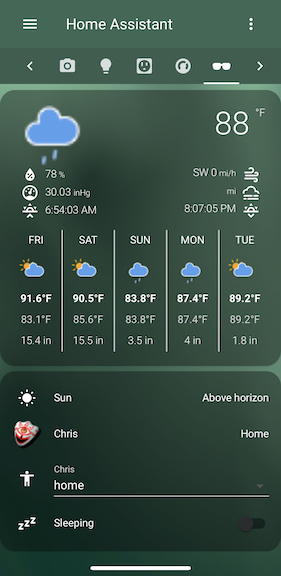 Home Assistant
88 °F
78 %
SW 0 mi/h
30.03 inHg
mi
6:54:03 AM
8:07:05 PM
FRI SAT SUN MON TUE
91.6°F 90.5°F 83.8°F 87.4°F 89.2°F
83.1°F 85.6°F 83.8°F 87.4°F 89.2°F
15.4 in 15.5 in 3.5 in 4 in 1.8 in
Sun Above horizon
Chris Home
Chris
home
zzz
Sleeping